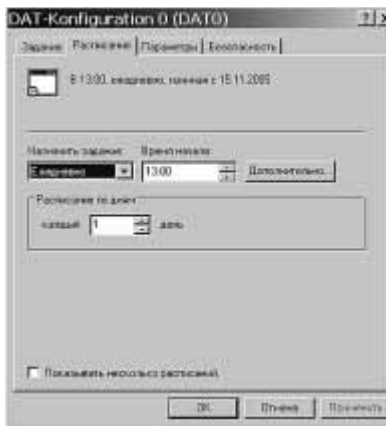 DAT-Konfiguration 0 (DAT0)
Задание Расписание Параметры Безопасность
В 13:00, ежедневно, начиная с 15.11.2005
Назначить задание: Время начала:
Ежедневно 13:00 Дополнительно...
Расписание по дням
каждый 1 день
Показывать несколько расписаний.
OK Отмена Применить